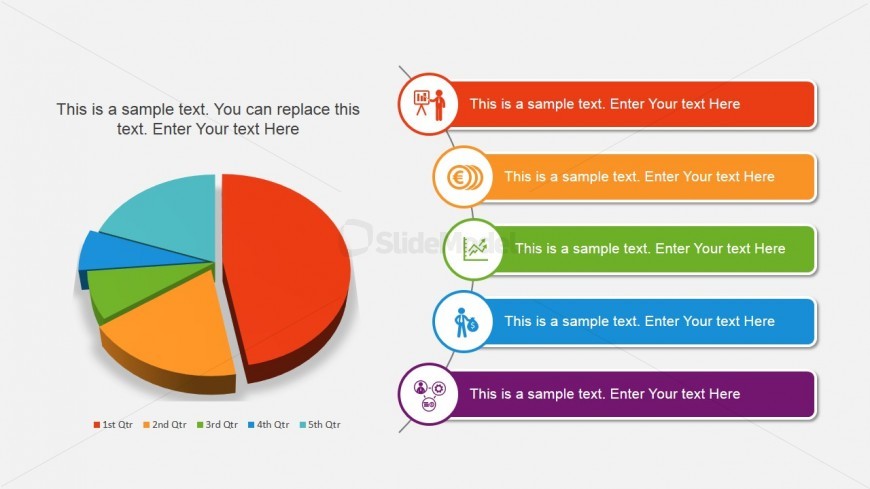 This is a sample text. You can replace this
text. Enter Your text Here
1st Qtr 2nd Qtr 3rd Qtr 4th Qtr 5th Qtr
This is a sample text. Enter Your text Here
This is a sample text. Enter Your text Here
This is a sample text. Enter Your text Here
This is a sample text. Enter Your text Here
This is a sample text. Enter Your text Here
SlideModel